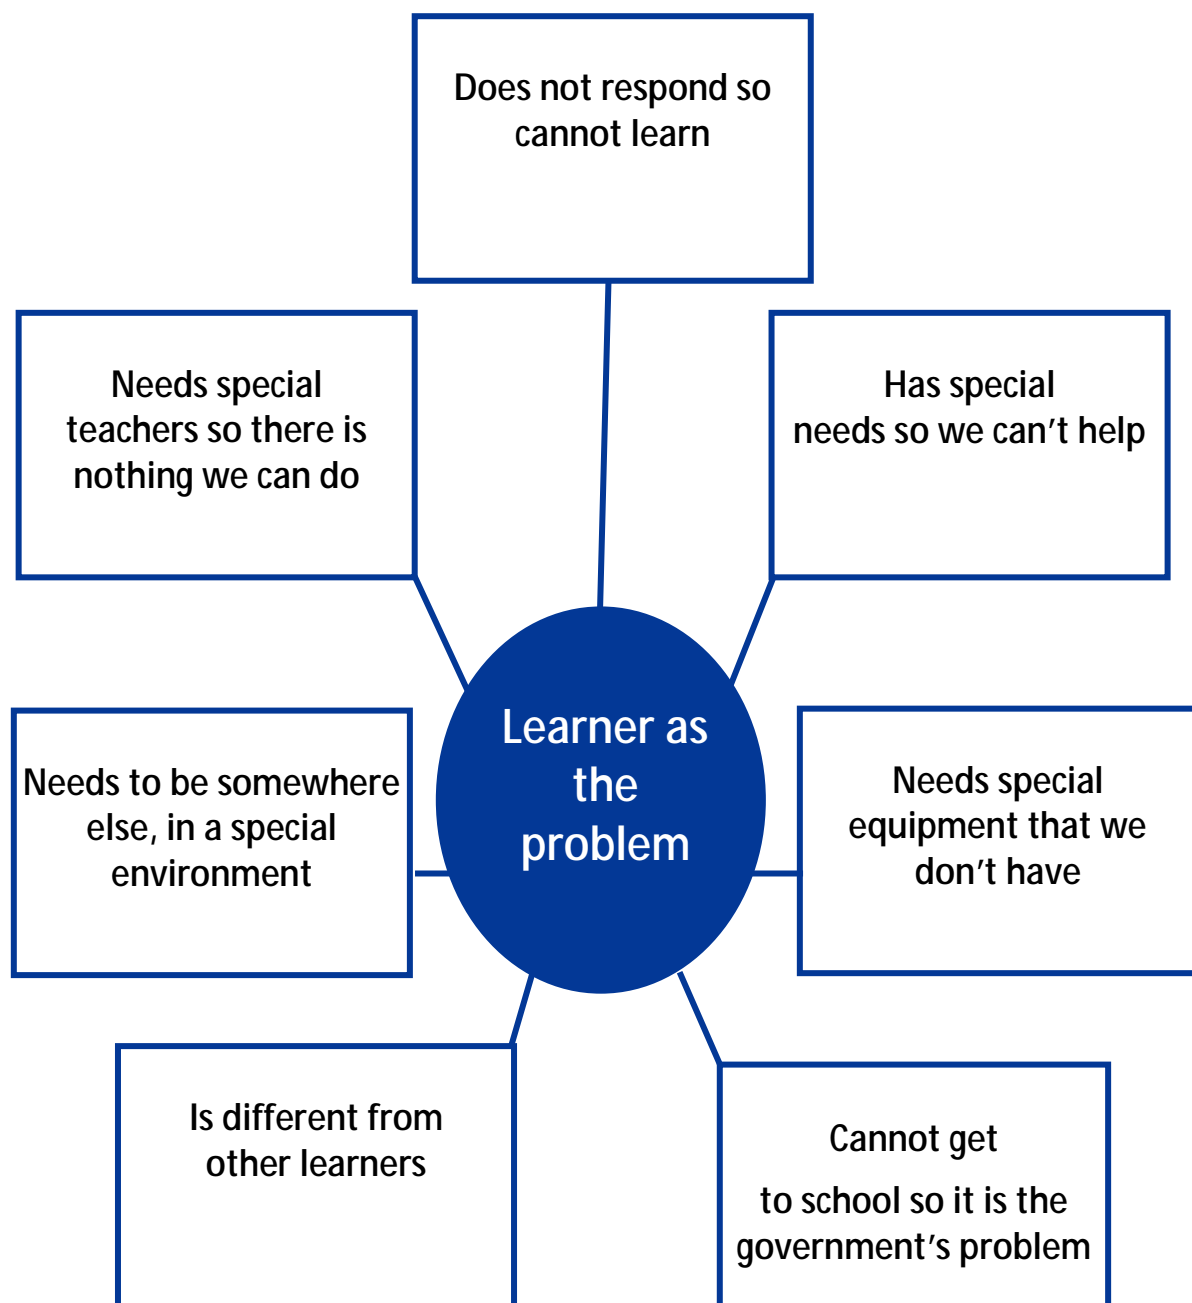 Does not respond so
cannot learn
Needs special
teachers so there is
nothing we can do
Has special
needs so we can't help
Learner as
the
problem
Needs to be somewhere
else, in a special
environment
Needs special
equipment that we
don't have
Is different from
other learners
Cannot get
to school so it is the
government's problem